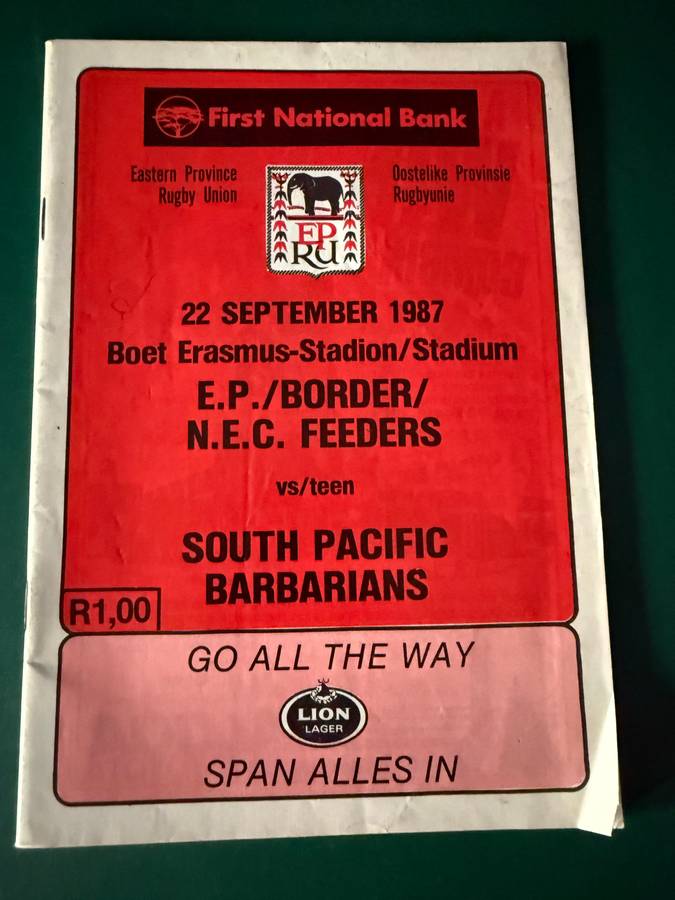 First National Bank
Eastern Province
Rugby Union
Oostelike Provinsie
Rugbyunie
EP
RU
22 SEPTEMBER 1987
Boet Erasmus-Stadion/Stadium
E.P./BORDER/
N.E.C. FEEDERS
vs/teen
SOUTH PACIFIC
BARBARIANS
R1,00
GO ALL THE WAY
LION
LAGER
SPAN ALLES IN